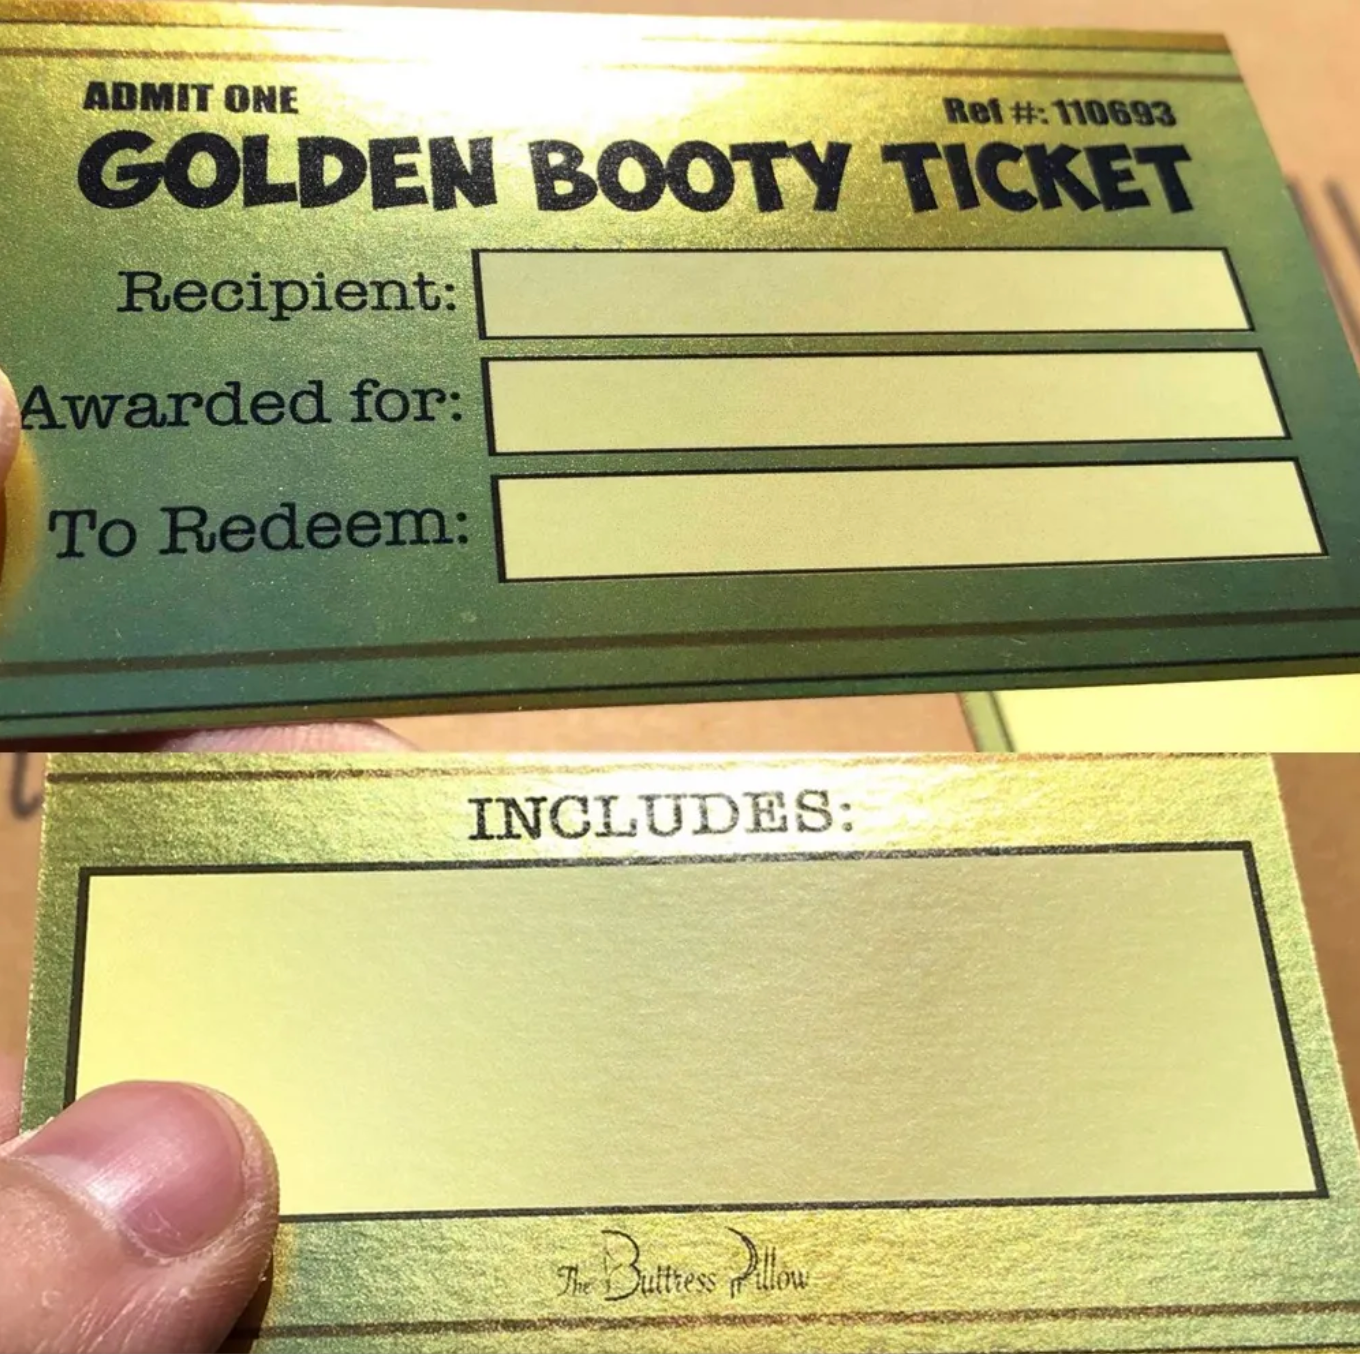 ADMIT ONE
Ref #: 110693
GOLDEN BOOTY TICKET
Recipient:
Awarded for:
To Redeem:
INCLUDES:
The Buttress Pillow